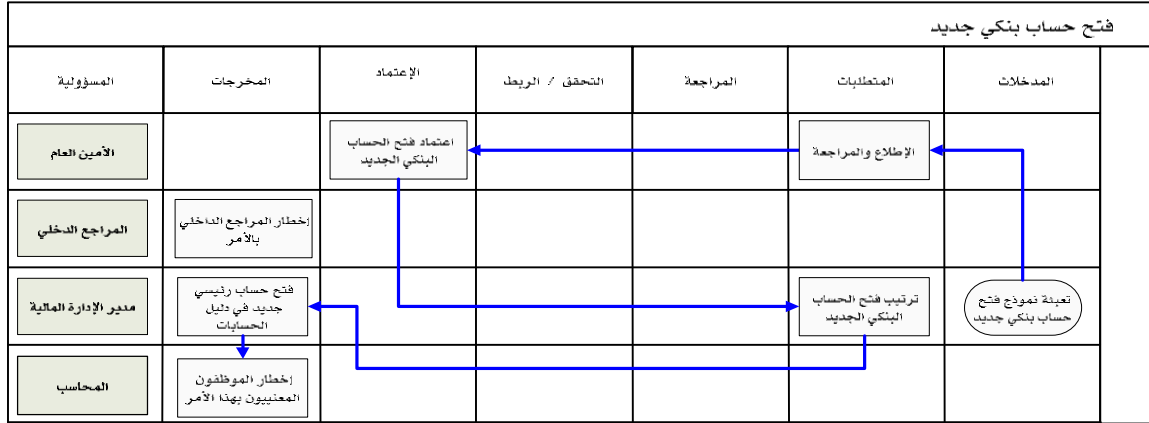 فتح حساب بنكي جديد
المدخلات
المتطلبات
المراجعة
التحقق / الربط
الإعتماد
المخرجات
المسؤولية
الإطلاع والمراجعة
اعتماد فتح الحساب
البنكي الجديد
الأمين العام
إخطار المراجع الداخلي
بالأمر
المراجع الدخلي
تعبئة نموذج فتح
حساب بنكي جديد
ترتيب فتح الحساب
البنكي الجديد
فتح حساب رئيسي
جديد في دليل
الحسابات
مدير الإدارة المالية
إخطار الموظفون
المعنييون بهذا الأمر
المحاسب